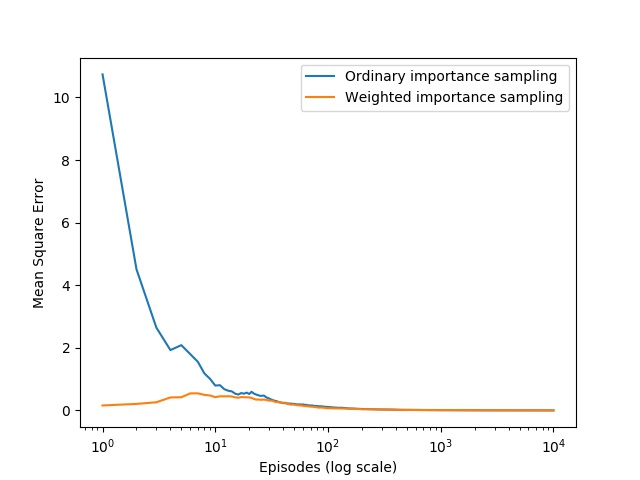 Ordinary importance sampling
Weighted importance sampling
10
8
6
4
2
0
Mean Square Error
10⁰
10¹
10²
10³
10⁴
Episodes (log scale)